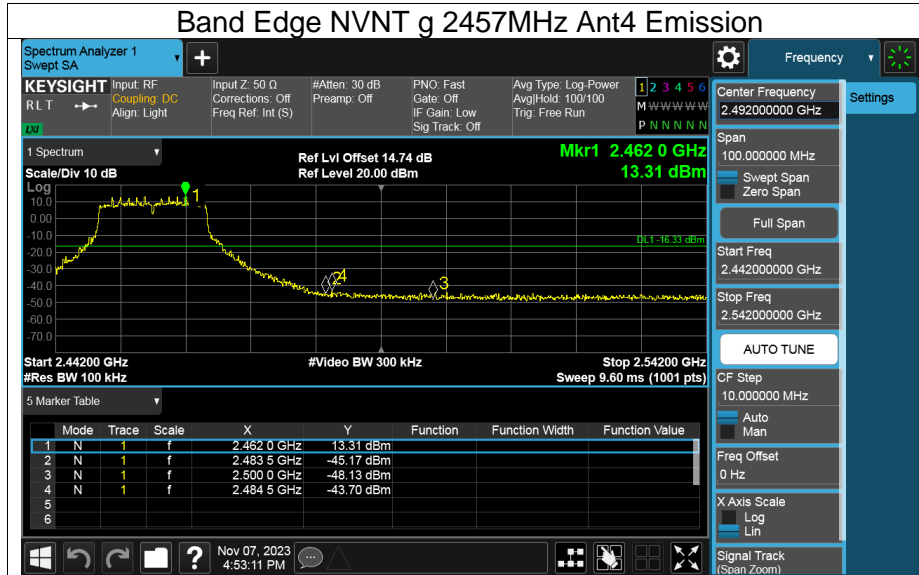 Band Edge NVNT g 2457MHz Ant4 Emission
Spectrum Analyzer 1
Swept SA
+
Frequency
KEYSIGHT
R L T
LXI
Input: RF
Coupling: DC
Align: Light
Input Z: 50 Ω
Corrections: Off
Freq Ref: Int (S)
#Atten: 30 dB
Preamp: Off
PNO: Fast
Gate: Off
IF Gain: Low
Sig Track: Off
Avg Type: Log-Power
Avg|Hold: 100/100
Trig: Free Run
1 2 3 4 5 6
M W W W W W
P N N N N N
1 Spectrum
Scale/Div 10 dB
Ref Lvl Offset 14.74 dB
Ref Level 20.00 dBm
Mkr1 2.462 0 GHz
13.31 dBm
Log
10.0
0.00
-10.0
-20.0
-30.0
-40.0
-50.0
-60.0
-70.0
1
DL1 -16.33 dBm
2
4
3
Start 2.44200 GHz
#Res BW 100 kHz
#Video BW 300 kHz
Stop 2.54200 GHz
Sweep 9.60 ms (1001 pts)
5 Marker Table
Mode Trace Scale X Y Function Function Width Function Value
1 N 1 f 2.462 0 GHz 13.31 dBm
2 N 1 f 2.483 5 GHz -45.17 dBm
3 N 1 f 2.500 0 GHz -48.13 dBm
4 N 1 f 2.484 5 GHz -43.70 dBm
5
6
?
Nov 07, 2023
4:53:11 PM
Center Frequency
2.492000000 GHz
Settings
Span
100.000000 MHz
Swept Span
Zero Span
Full Span
Start Freq
2.442000000 GHz
Stop Freq
2.542000000 GHz
AUTO TUNE
CF Step
10.000000 MHz
Auto
Man
Freq Offset
0 Hz
X Axis Scale
Log
Lin
Signal Track
(Span Zoom)